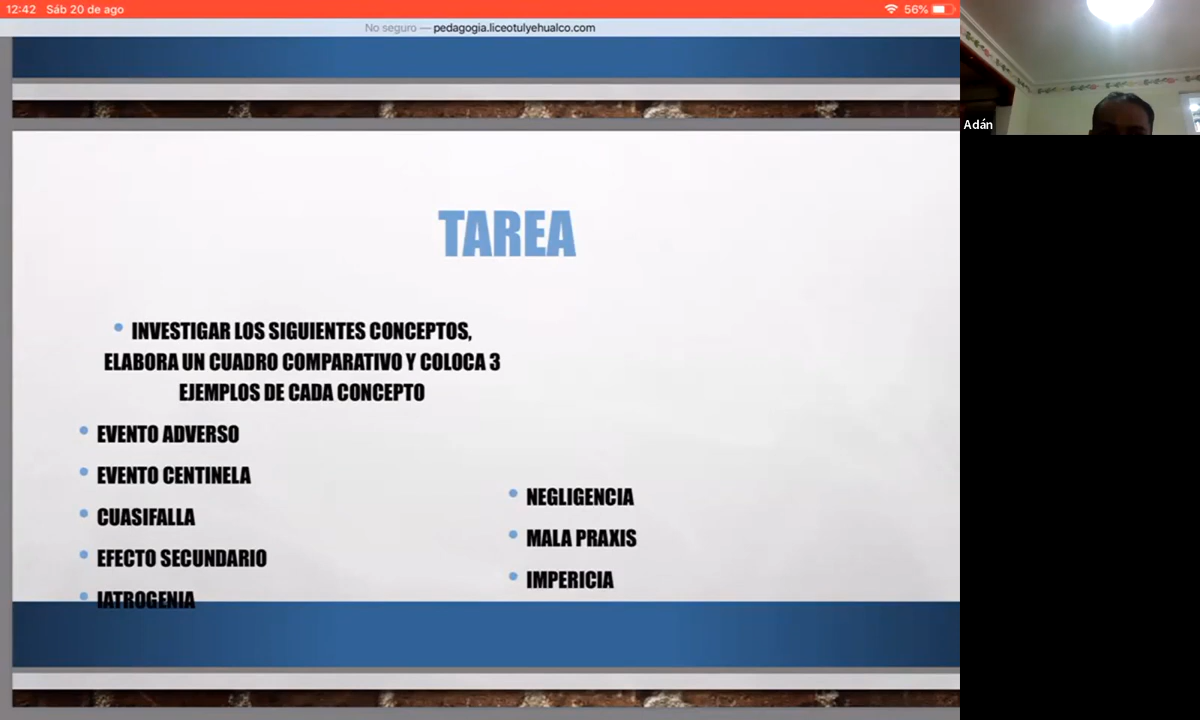 12:42 Sáb 20 de ago 56%
No seguro — pedagogia.liceotulyehualco.com
Adán
TAREA
• INVESTIGAR LOS SIGUIENTES CONCEPTOS,
ELABORA UN CUADRO COMPARATIVO Y COLOCA 3
EJEMPLOS DE CADA CONCEPTO
• EVENTO ADVERSO
• EVENTO CENTINELA
• CUASIFALLA
• EFECTO SECUNDARIO
• IATROGENIA
• NEGLIGENCIA
• MALA PRAXIS
• IMPERICIA